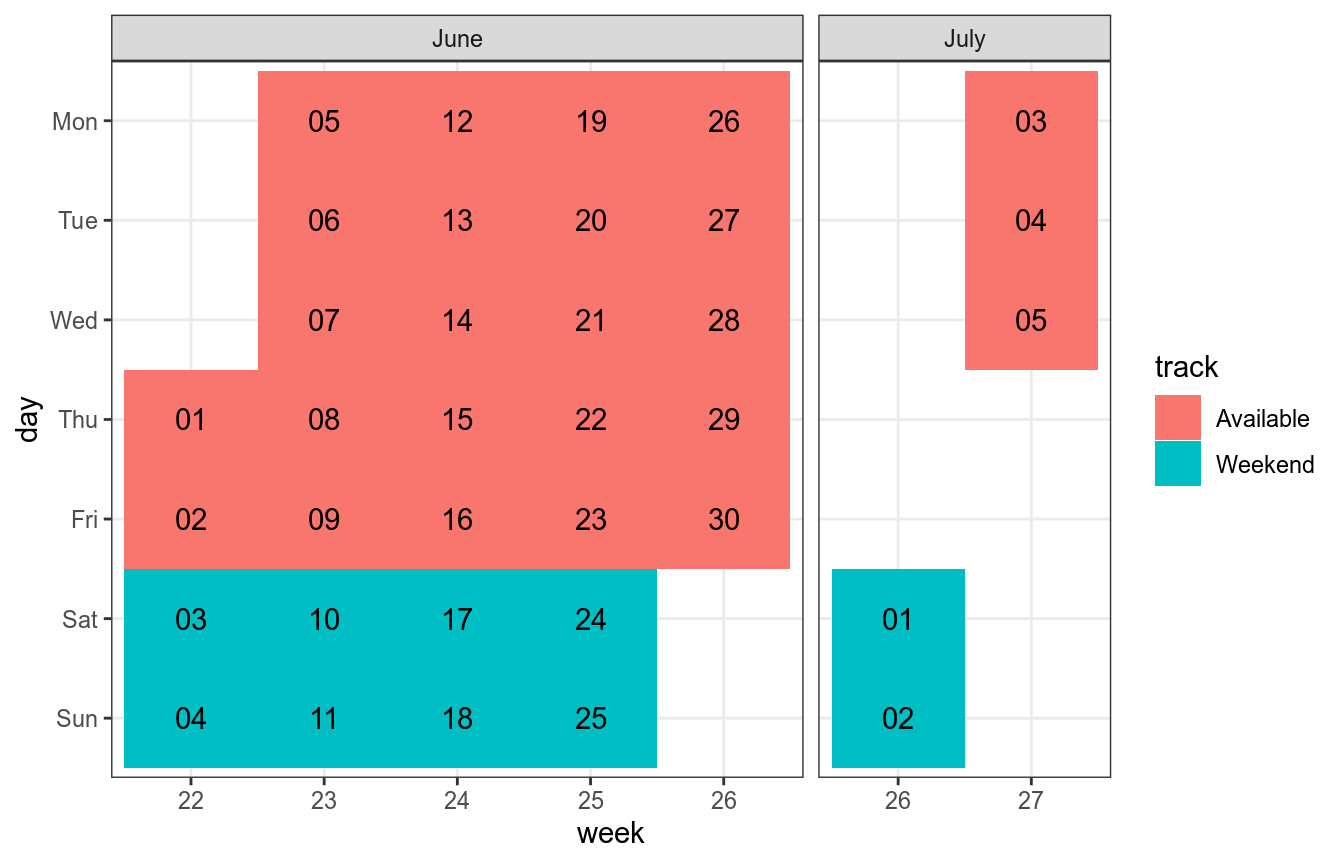 June July
Mon 05 12 19 26 03
Tue 06 13 20 27 04
Wed 07 14 21 28 05
Thu 01 08 15 22 29
Fri 02 09 16 23 30
Sat 03 10 17 24 01
Sun 04 11 18 25 02
22 23 24 25 26 26 27
week
day
track
Available
Weekend